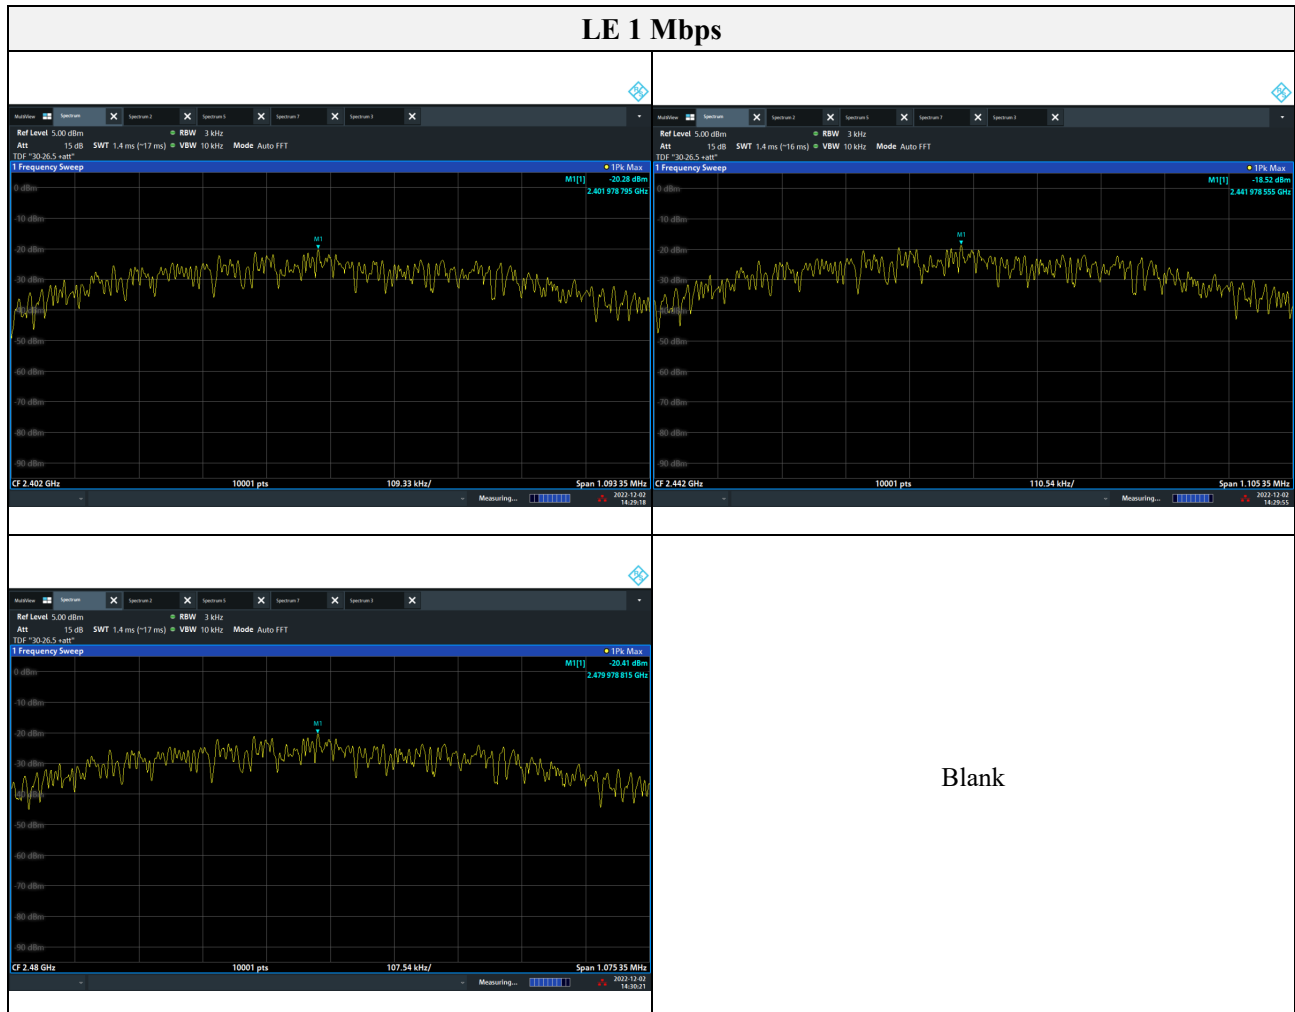 LE 1 Mbps
MultiView Spectrum Spectrum 2 Spectrum 5 Spectrum 7 Spectrum 3
Ref Level 5.00 dBm RBW 3 kHz
Att 15 dB SWT 1.4 ms (~17 ms) VBW 10 kHz Mode Auto FFT
TDF "30-26.5 +att"
1 Frequency Sweep 1Pk Max
M1[1] -20.28 dBm
2.401 978 795 GHz
0 dBm
-10 dBm
M1
-20 dBm
-30 dBm
-40 dBm
-50 dBm
-60 dBm
-70 dBm
-80 dBm
-90 dBm
CF 2.402 GHz 10001 pts 109.33 kHz/ Span 1.093 35 MHz
Measuring... 2022-12-02
14:29:18
MultiView Spectrum Spectrum 2 Spectrum 5 Spectrum 7 Spectrum 3
Ref Level 5.00 dBm RBW 3 kHz
Att 15 dB SWT 1.4 ms (~16 ms) VBW 10 kHz Mode Auto FFT
TDF "30-26.5 +att"
1 Frequency Sweep 1Pk Max
M1[1] -18.52 dBm
2.441 978 555 GHz
0 dBm
-10 dBm
M1
-20 dBm
-30 dBm
-40 dBm
-50 dBm
-60 dBm
-70 dBm
-80 dBm
-90 dBm
CF 2.442 GHz 10001 pts 110.54 kHz/ Span 1.105 35 MHz
Measuring... 2022-12-02
14:29:55
MultiView Spectrum Spectrum 2 Spectrum 5 Spectrum 7 Spectrum 3
Ref Level 5.00 dBm RBW 3 kHz
Att 15 dB SWT 1.4 ms (~17 ms) VBW 10 kHz Mode Auto FFT
TDF "30-26.5 +att"
1 Frequency Sweep 1Pk Max
M1[1] -20.41 dBm
2.479 978 815 GHz
0 dBm
-10 dBm
M1
-20 dBm
-30 dBm
-40 dBm
-50 dBm
-60 dBm
-70 dBm
-80 dBm
-90 dBm
CF 2.48 GHz 10001 pts 107.54 kHz/ Span 1.075 35 MHz
Measuring... 2022-12-02
14:30:21
Blank